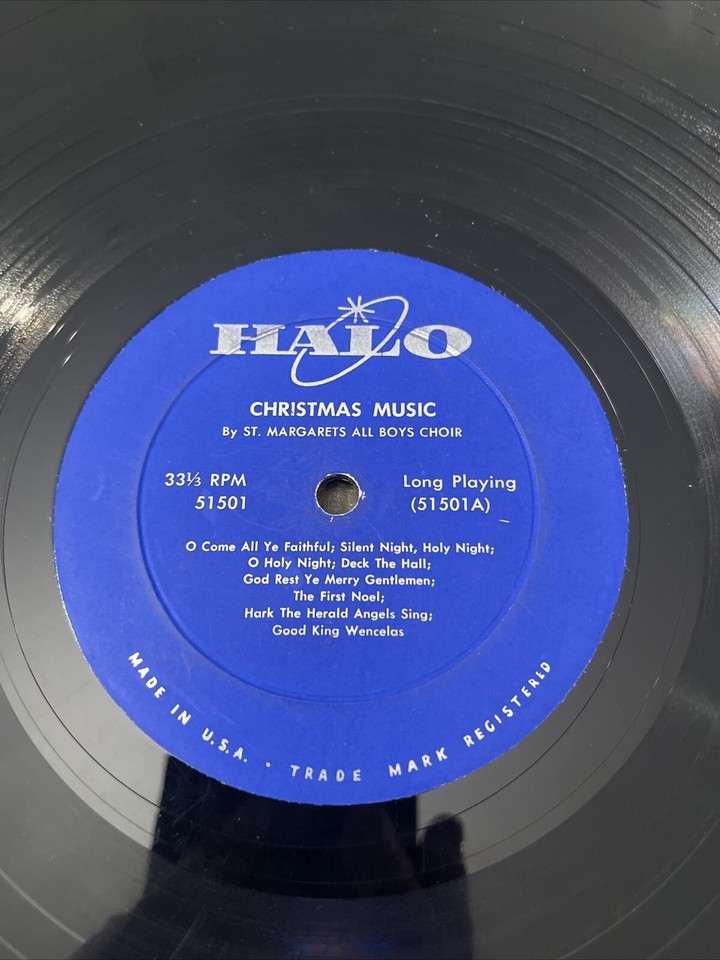 HALO
CHRISTMAS MUSIC
By ST. MARGARETS ALL BOYS CHOIR
33⅓ RPM
51501
Long Playing
(51501A)
O Come All Ye Faithful; Silent Night, Holy Night;
O Holy Night; Deck The Hall;
God Rest Ye Merry Gentlemen;
The First Noel;
Hark The Herald Angels Sing;
Good King Wencelas
MADE IN U.S.A. · TRADE MARK REGISTERED